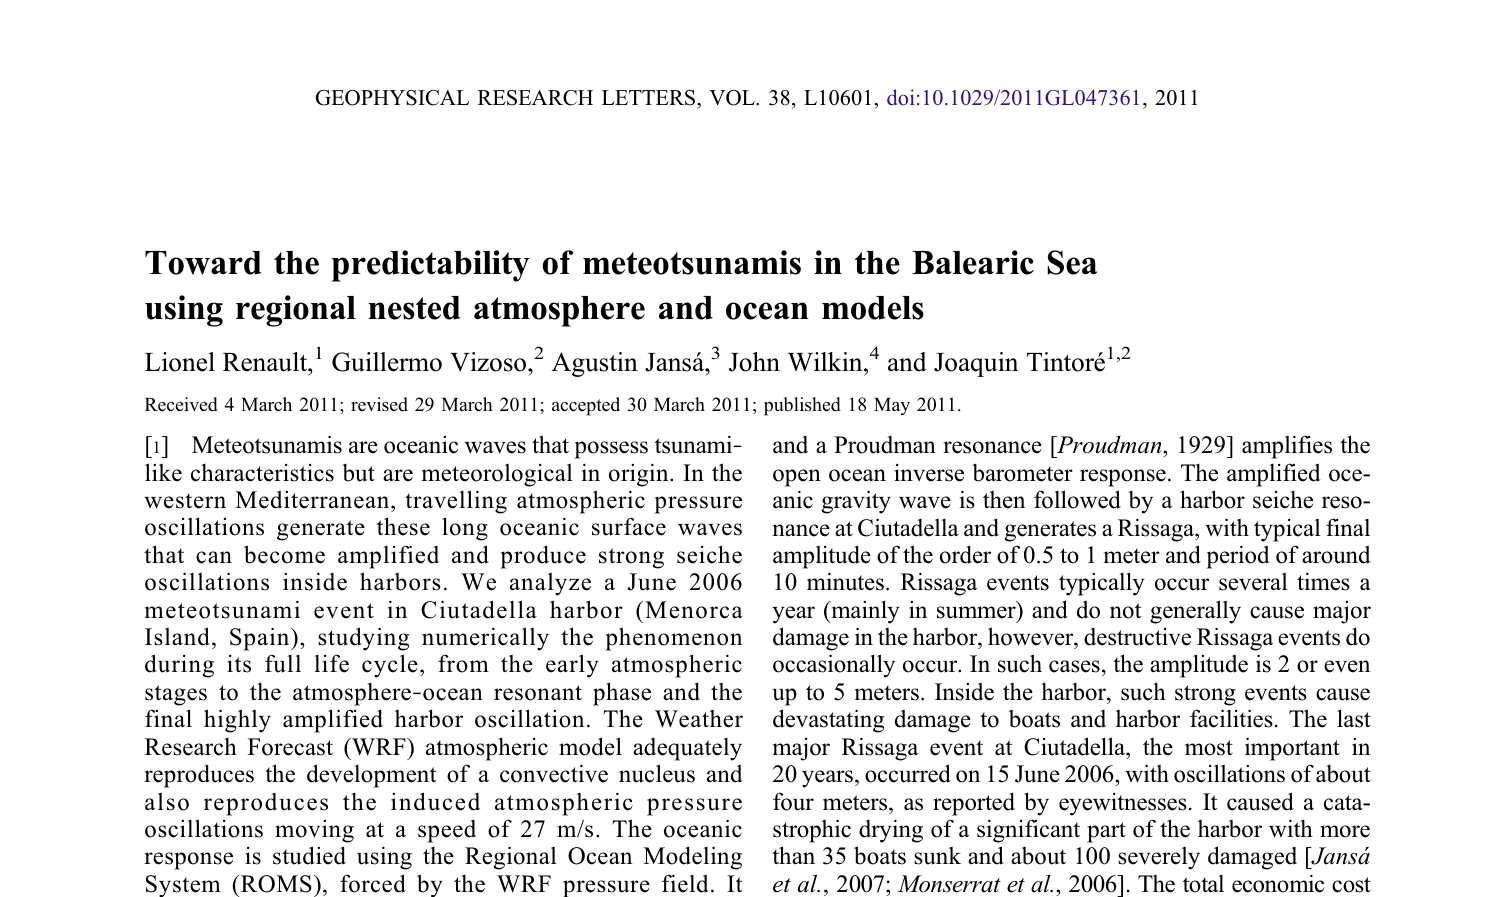 GEOPHYSICAL RESEARCH LETTERS, VOL. 38, L10601, doi:10.1029/2011GL047361, 2011
Toward the predictability of meteotsunamis in the Balearic Sea
using regional nested atmosphere and ocean models
Lionel Renault,1 Guillermo Vizoso,2 Agustin Jansá,3 John Wilkin,4 and Joaquin Tintoré1,2
Received 4 March 2011; revised 29 March 2011; accepted 30 March 2011; published 18 May 2011.
[1] Meteotsunamis are oceanic waves that possess tsunami-
like characteristics but are meteorological in origin. In the
western Mediterranean, travelling atmospheric pressure
oscillations generate these long oceanic surface waves
that can become amplified and produce strong seiche
oscillations inside harbors. We analyze a June 2006
meteotsunami event in Ciutadella harbor (Menorca
Island, Spain), studying numerically the phenomenon
during its full life cycle, from the early atmospheric
stages to the atmosphere-ocean resonant phase and the
final highly amplified harbor oscillation. The Weather
Research Forecast (WRF) atmospheric model adequately
reproduces the development of a convective nucleus and
also reproduces the induced atmospheric pressure
oscillations moving at a speed of 27 m/s. The oceanic
response is studied using the Regional Ocean Modeling
System (ROMS), forced by the WRF pressure field. It
and a Proudman resonance [Proudman, 1929] amplifies the
open ocean inverse barometer response. The amplified oce-
anic gravity wave is then followed by a harbor seiche reso-
nance at Ciutadella and generates a Rissaga, with typical final
amplitude of the order of 0.5 to 1 meter and period of around
10 minutes. Rissaga events typically occur several times a
year (mainly in summer) and do not generally cause major
damage in the harbor, however, destructive Rissaga events do
occasionally occur. In such cases, the amplitude is 2 or even
up to 5 meters. Inside the harbor, such strong events cause
devastating damage to boats and harbor facilities. The last
major Rissaga event at Ciutadella, the most important in
20 years, occurred on 15 June 2006, with oscillations of about
four meters, as reported by eyewitnesses. It caused a cata-
strophic drying of a significant part of the harbor with more
than 35 boats sunk and about 100 severely damaged [Jansá
et al., 2007; Monserrat et al., 2006]. The total economic cost